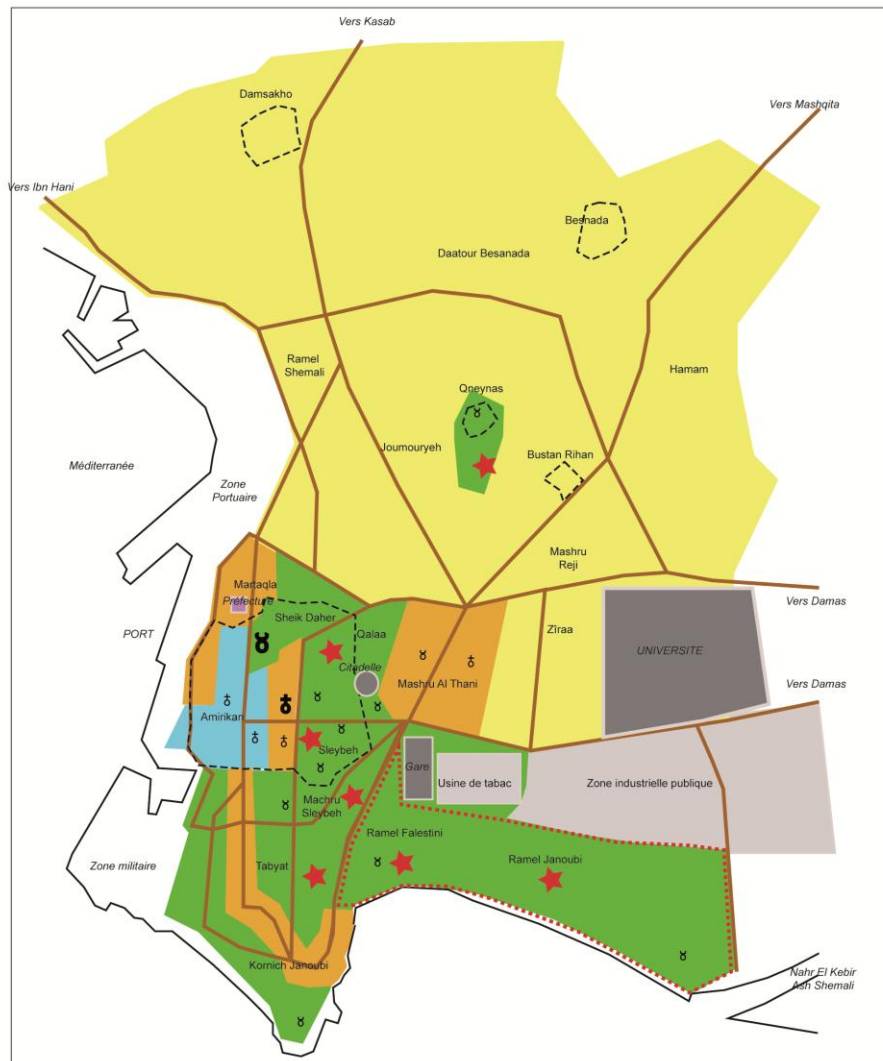 Vers Kasab
Damsakho
Vers Mashqita
Vers Ibn Hani
Besnada
Daatour Besanada
Ramel
Shemali
Hamam
Qneynas
Joumouryeh
Bustan Rihan
Méditerranée
Zone
Portuaire
Mashru
Reji
Martaqla
Préfecture
Vers Damas
Sheik Daher
PORT
Qalaa
Zîraa
UNIVERSITE
Citadelle
Mashru Al Thani
Vers Damas
Amirikan
Sleybeh
Gare
Usine de tabac
Zone industrielle publique
Machru
Sleybeh
Ramel Falestini
Zone militaire
Tabyat
Ramel Janoubi
Kornich Janoubi
Nahr El Kebir
Ash Shemali